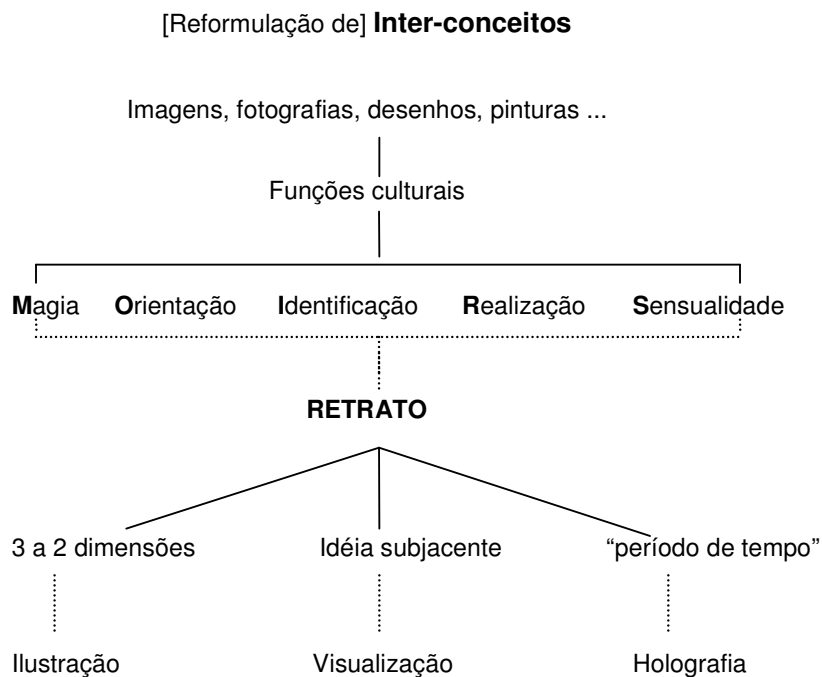 [Reformulação de] Inter-conceitos
Imagens, fotografias, desenhos, pinturas ...
Funções culturais
Magia Orientação Identificação Realização Sensualidade
RETRATO
3 a 2 dimensões Idéia subjacente “período de tempo”
Ilustração Visualização Holografia